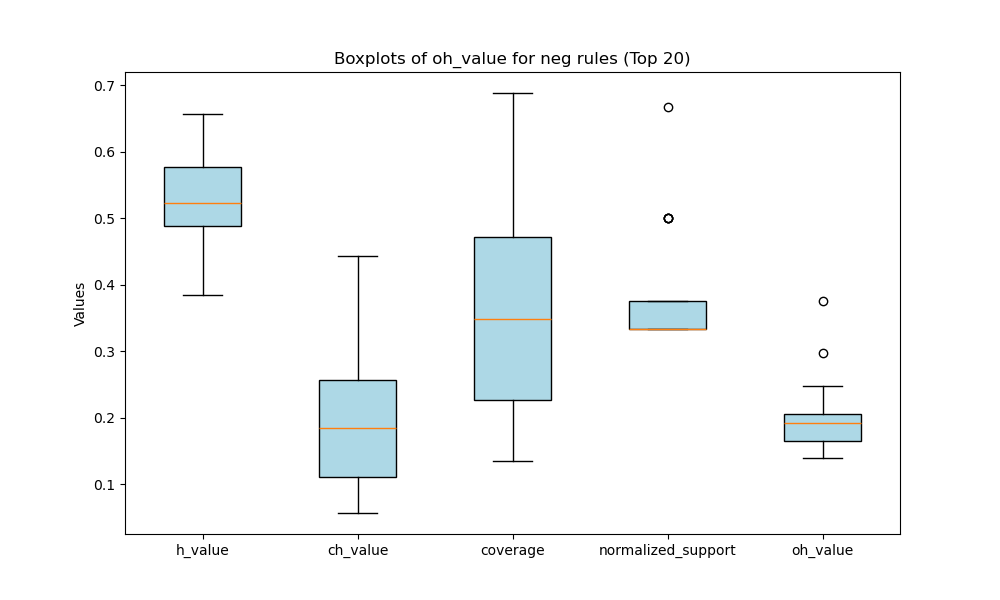 Boxplots of oh_value for neg rules (Top 20)
Values
0.7
0.6
0.5
0.4
0.3
0.2
0.1
h_value ch_value coverage normalized_support oh_value